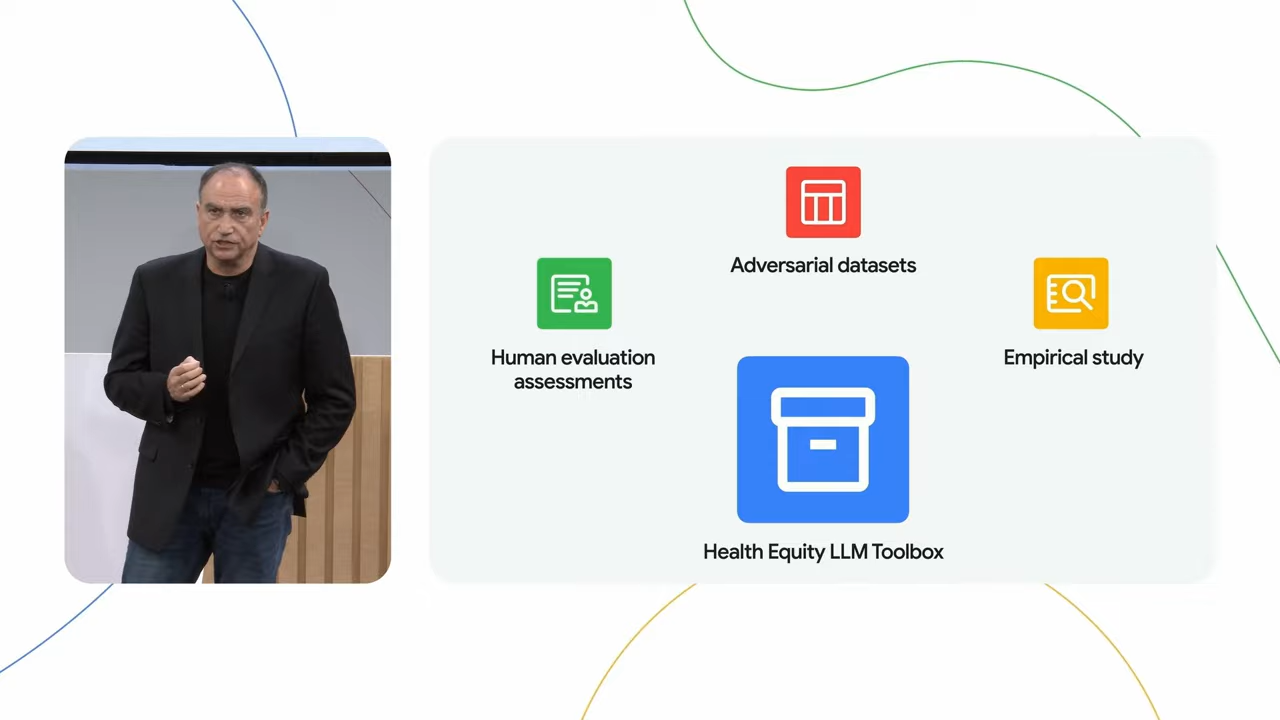 Adversarial datasets
Human evaluation
assessments
Empirical study
Health Equity LLM Toolbox